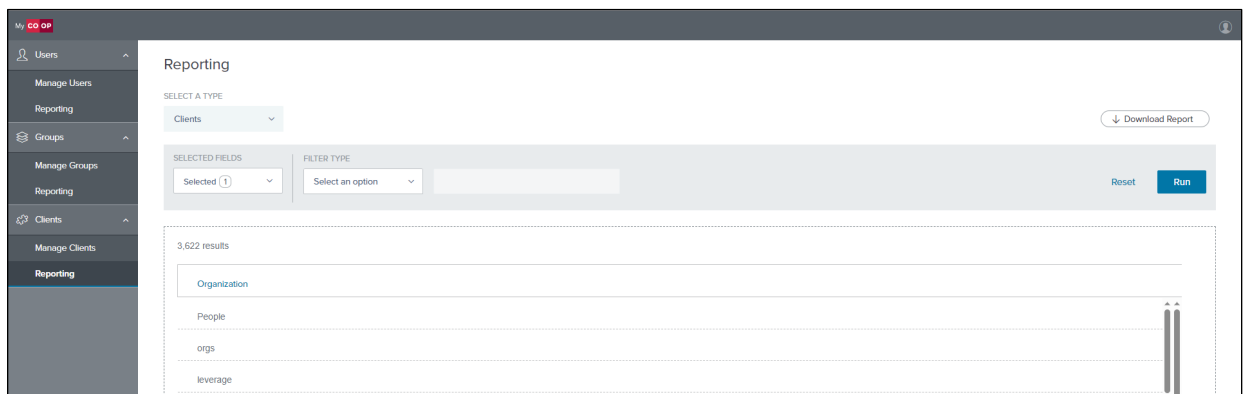 My CO OP
Users
Manage Users
Reporting
Groups
Manage Groups
Reporting
Clients
Manage Clients
Reporting
Reporting
SELECT A TYPE
Clients
Download Report
SELECTED FIELDS
FILTER TYPE
Selected 1
Select an option
Reset
Run
3,622 results
Organization
People
orgs
leverage